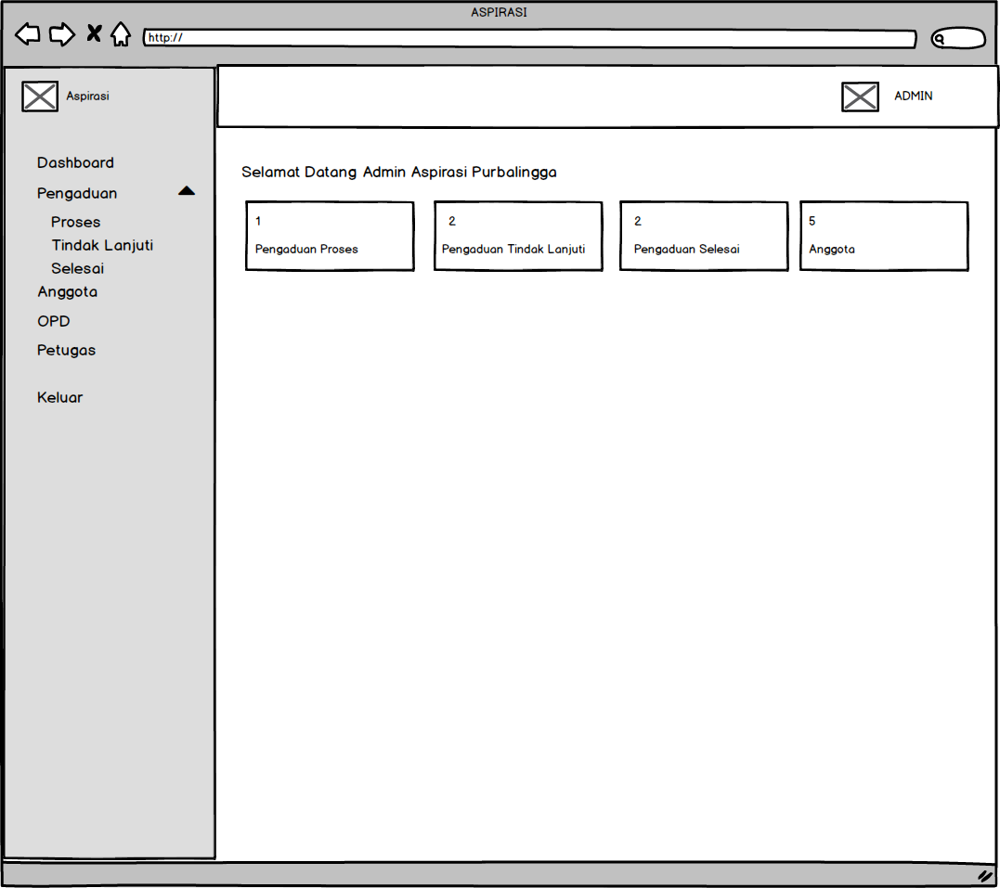 ASPIRASI
http://
Aspirasi
ADMIN
Dashboard
Pengaduan
Proses
Tindak Lanjuti
Selesai
Anggota
OPD
Petugas
Keluar
Selamat Datang Admin Aspirasi Purbalingga
1
Pengaduan Proses
2
Pengaduan Tindak Lanjuti
2
Pengaduan Selesai
5
Anggota